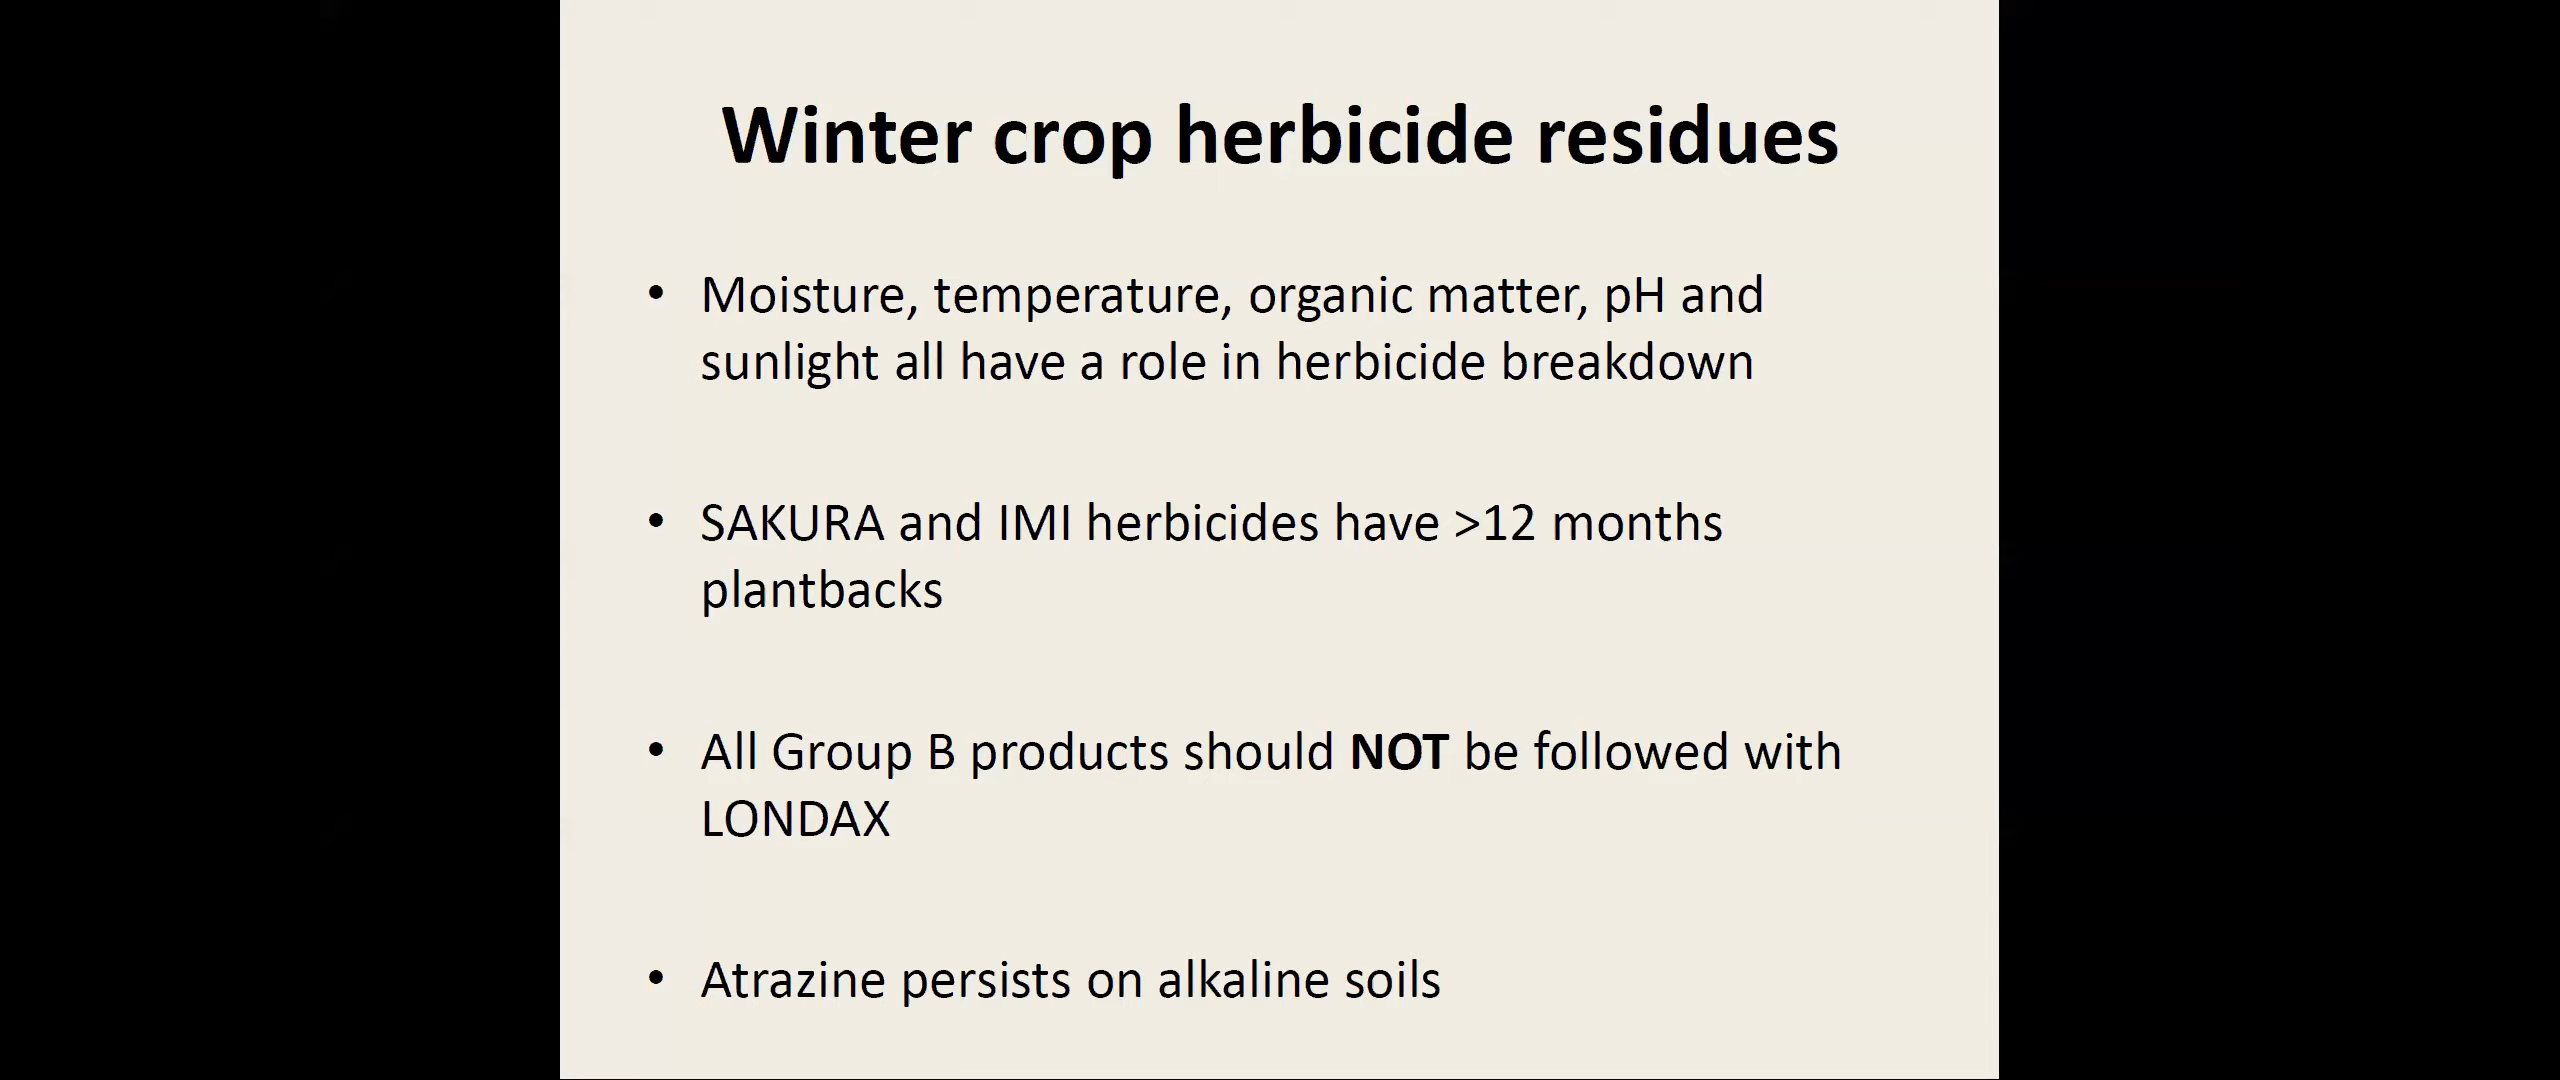 Winter crop herbicide residues
• Moisture, temperature, organic matter, pH and
sunlight all have a role in herbicide breakdown
• SAKURA and IMI herbicides have >12 months
plantbacks
• All Group B products should NOT be followed with
LONDAX
• Atrazine persists on alkaline soils